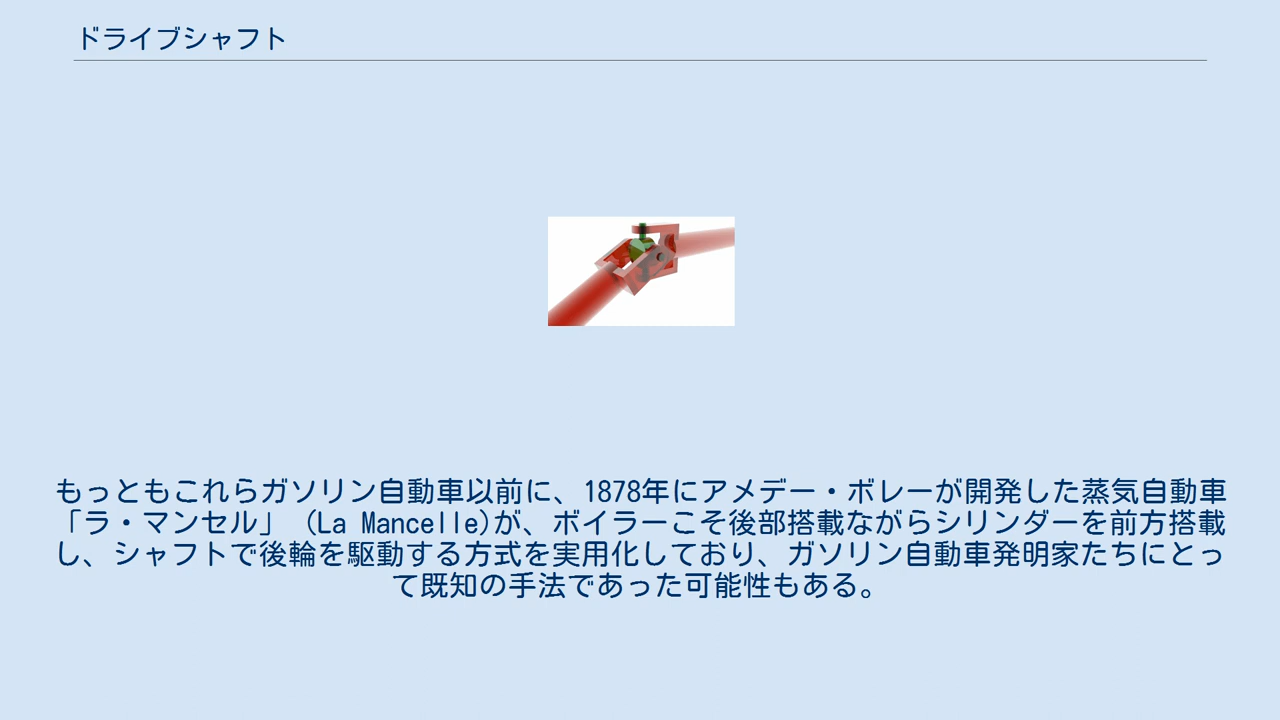 ドライブシャフト
もっともこれらガソリン自動車以前に、1878年にアメデー・ボレーが開発した蒸気自動車
「ラ・マンセル」 (La Mancelle)が、ボイラーこそ後部搭載ながらシリンダーを前方搭載
し、シャフトで後輪を駆動する方式を実用化しており、ガソリン自動車発明家たちにとっ
て既知の手法であった可能性もある。